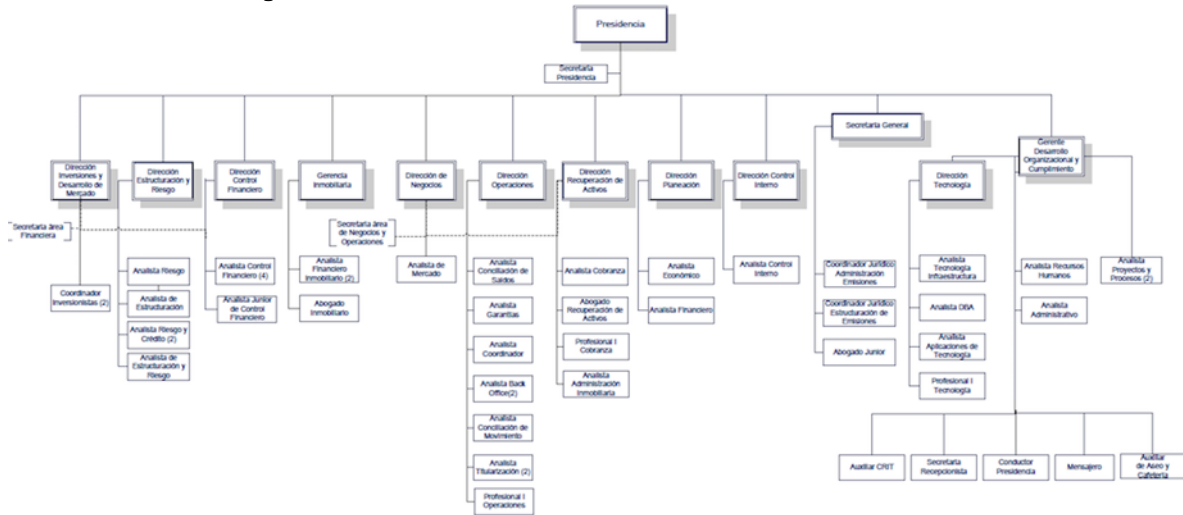 Presidencia
Secretaria
Presidencia
Secretaría General
Dirección
Inversiones y
Desarrollo de
Mercado
Dirección
Estructuración y
Riesgo
Dirección
Control
Financiero
Gerencia
Inmobiliaria
Dirección de
Negocios
Dirección
Operaciones
Dirección
Recuperación de
Activos
Dirección
Planeación
Dirección Control
Interno
Dirección
Tecnología
Gerente
Desarrollo
Organizacional y
Cumplimiento
Secretaria área
Financiera
Secretaria área
de Negocios y
Operaciones
Coordinador
Inversionistas (2)
Analista Riesgo
Analista de
Estructuración
Analista Riesgo y
Crédito (2)
Analista de
Estructuración y
Riesgo
Analista Control
Financiero (4)
Analista Junior
de Control
Financiero
Analista
Financiero
Inmobiliario (2)
Abogado
Inmobiliario
Analista de
Mercado
Analista
Conciliación de
Saldos
Analista
Garantías
Analista
Coordinador
Analista Back
Office(2)
Analista
Conciliación de
Movimiento
Analista
Titularización (2)
Profesional I
Operaciones
Analista Cobranza
Abogado
Recuperación de
Activos
Profesional I
Cobranza
Analista
Administración
Inmobiliaria
Analista
Económico
Analista Financiero
Analista Control
Interno
Coordinador Jurídico
Administración
Emisiones
Coordinador Jurídico
Estructuración de
Emisiones
Abogado Junior
Analista
Tecnología
Infraestructura
Analista DBA
Analista
Aplicaciones de
Tecnología
Profesional I
Tecnología
Analista Recursos
Humanos
Analista
Administrativo
Analista
Proyectos y
Procesos (2)
Auxiliar CRIT
Secretaria
Recepcionista
Conductor
Presidencia
Mensajero
Auxiliar
de Aseo y
Cafetería